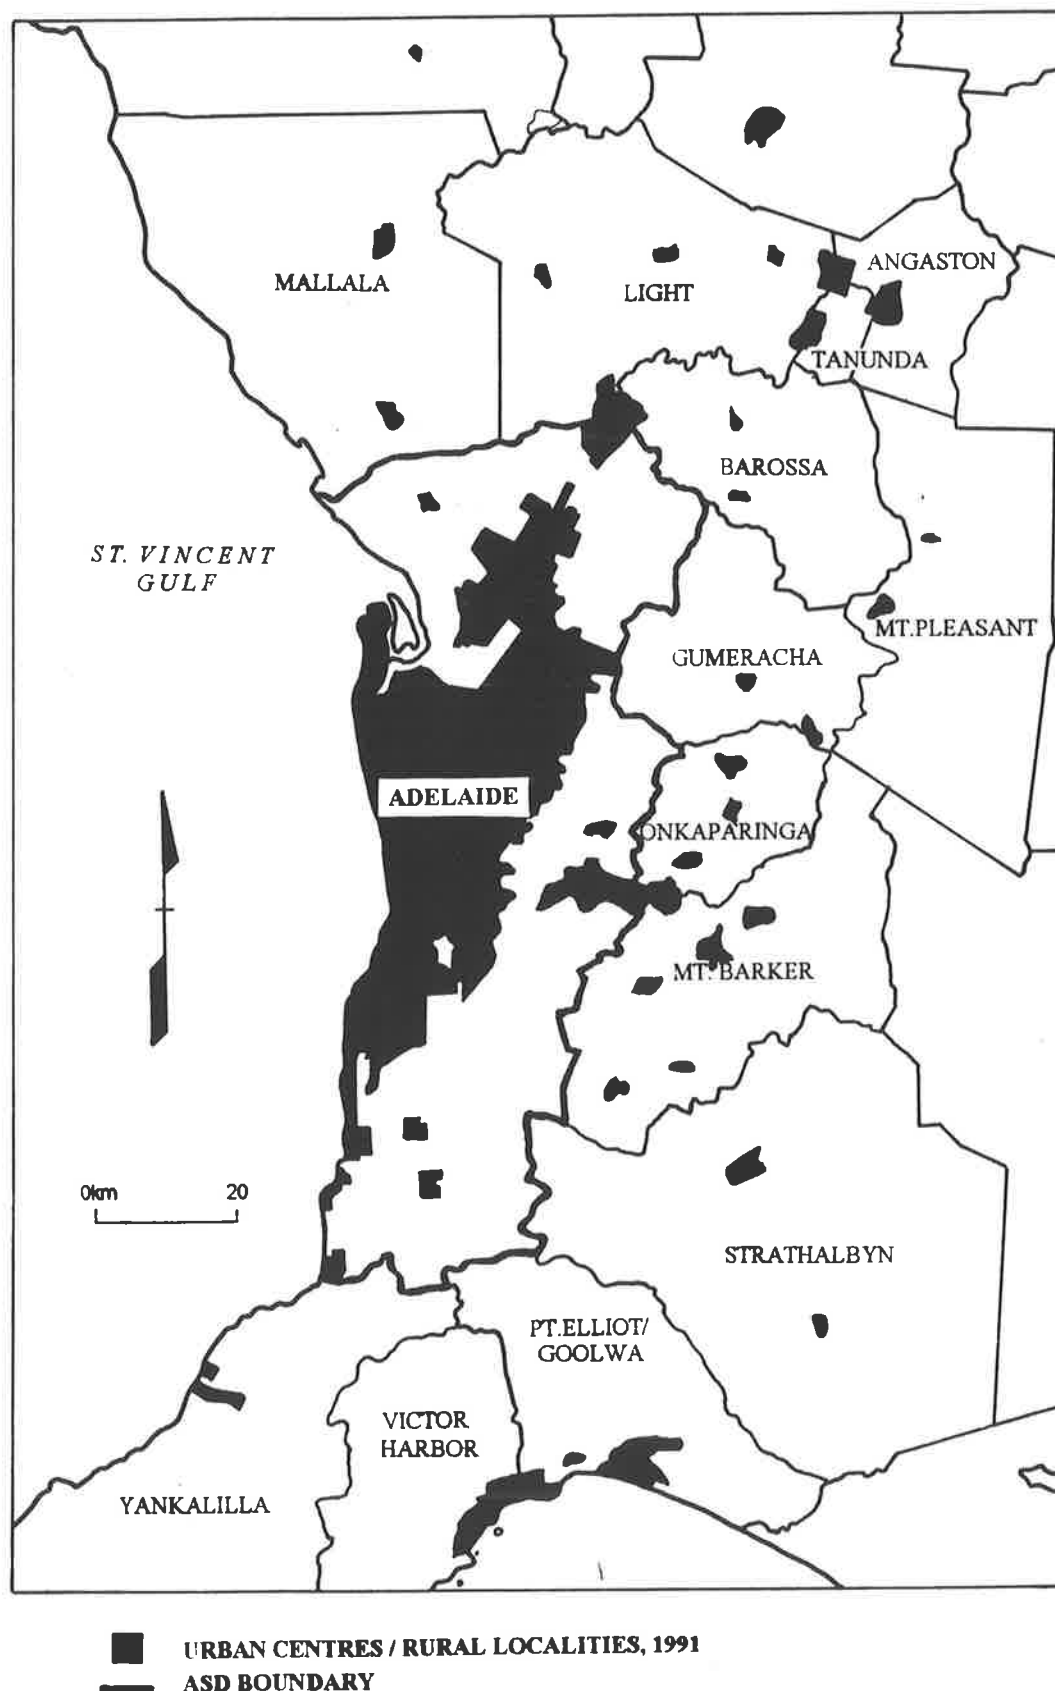 MALLALA
LIGHT
ANGASTON
TANUNDA
BAROSSA
ST. VINCENT
GULF
MT.PLEASANT
GUMERACHA
ADELAIDE
ONKAPARINGA
MT. BARKER
0km 20
STRATHALBYN
PT.ELLIOT/
GOOLWA
VICTOR
HARBOR
YANKALILLA
URBAN CENTRES / RURAL LOCALITIES, 1991
ASD BOUNDARY